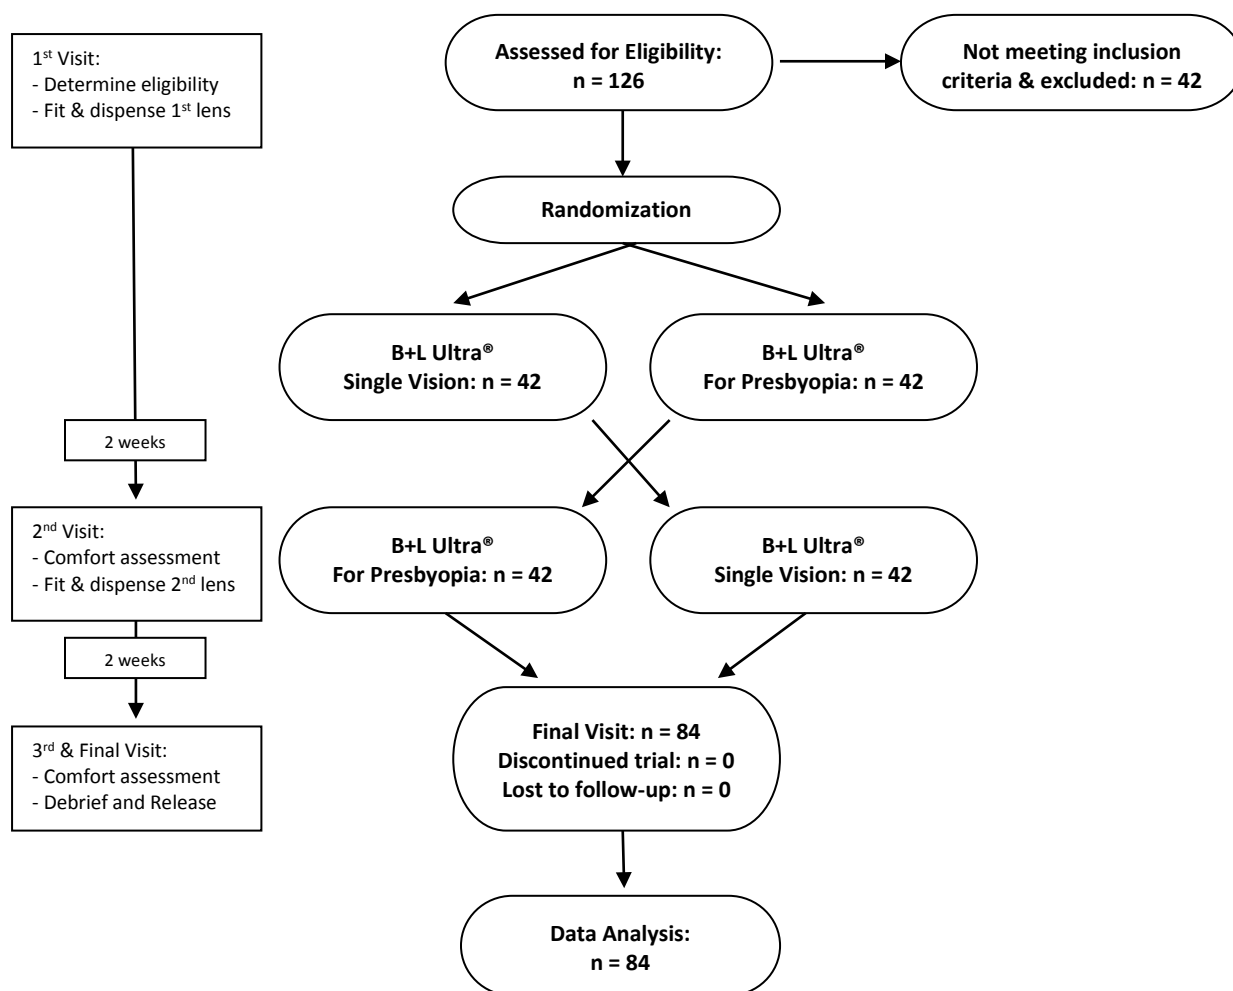 1st Visit:
- Determine eligibility
- Fit & dispense 1st lens
Assessed for Eligibility:
n = 126
Not meeting inclusion
criteria & excluded: n = 42
Randomization
B+L Ultra®
Single Vision: n = 42
B+L Ultra®
For Presbyopia: n = 42
2 weeks
2nd Visit:
- Comfort assessment
- Fit & dispense 2nd lens
B+L Ultra®
For Presbyopia: n = 42
B+L Ultra®
Single Vision: n = 42
2 weeks
3rd & Final Visit:
- Comfort assessment
- Debrief and Release
Final Visit: n = 84
Discontinued trial: n = 0
Lost to follow-up: n = 0
Data Analysis:
n = 84